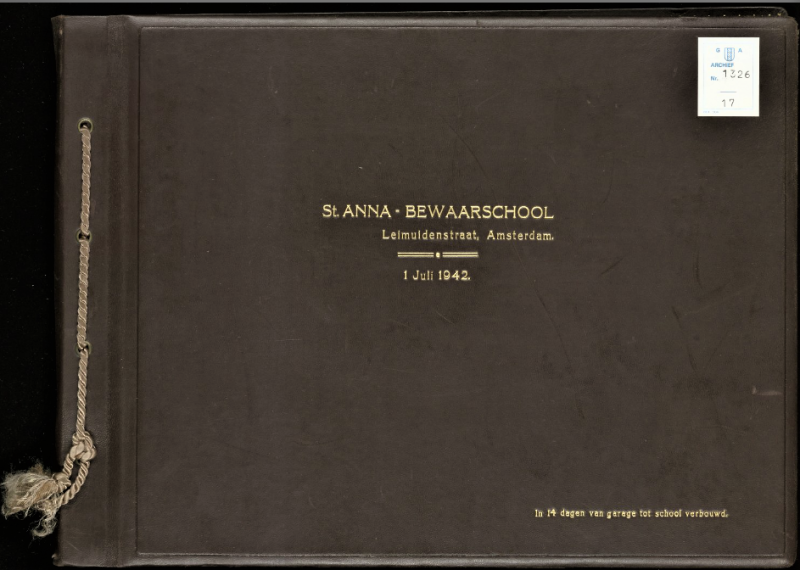 G A
ARCHIEF
Nr. 1326
17
St. ANNA - BEWAARSCHOOL
Leimuidenstraat, Amsterdam.
1 Juli 1942.
In 14 dagen van garage tot school verbouwd.